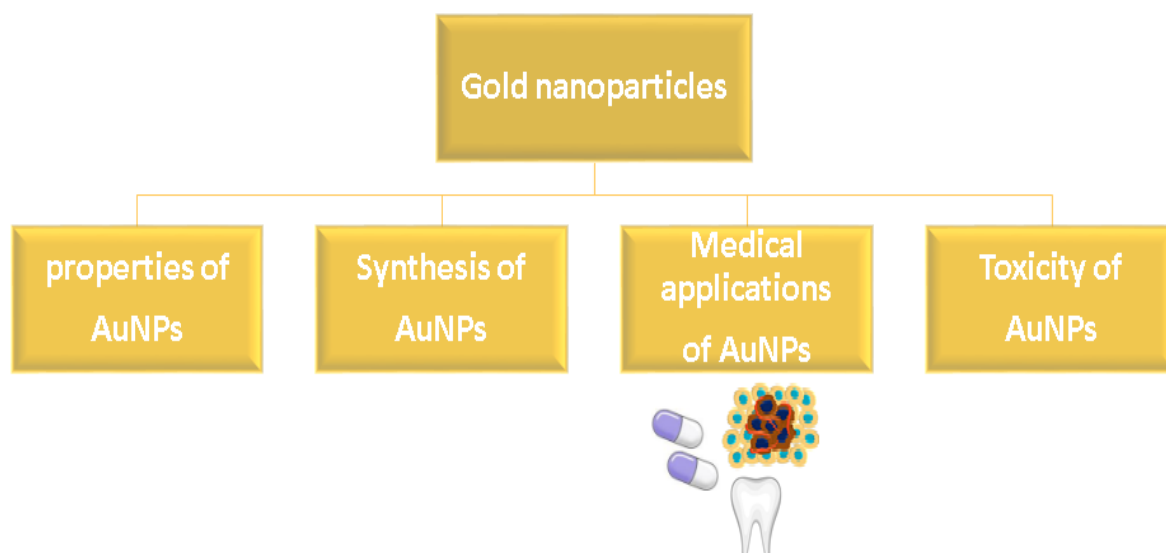 Gold nanoparticles
properties of
AuNPs
Synthesis of
AuNPs
Medical
applications
of AuNPs
Toxicity of
AuNPs